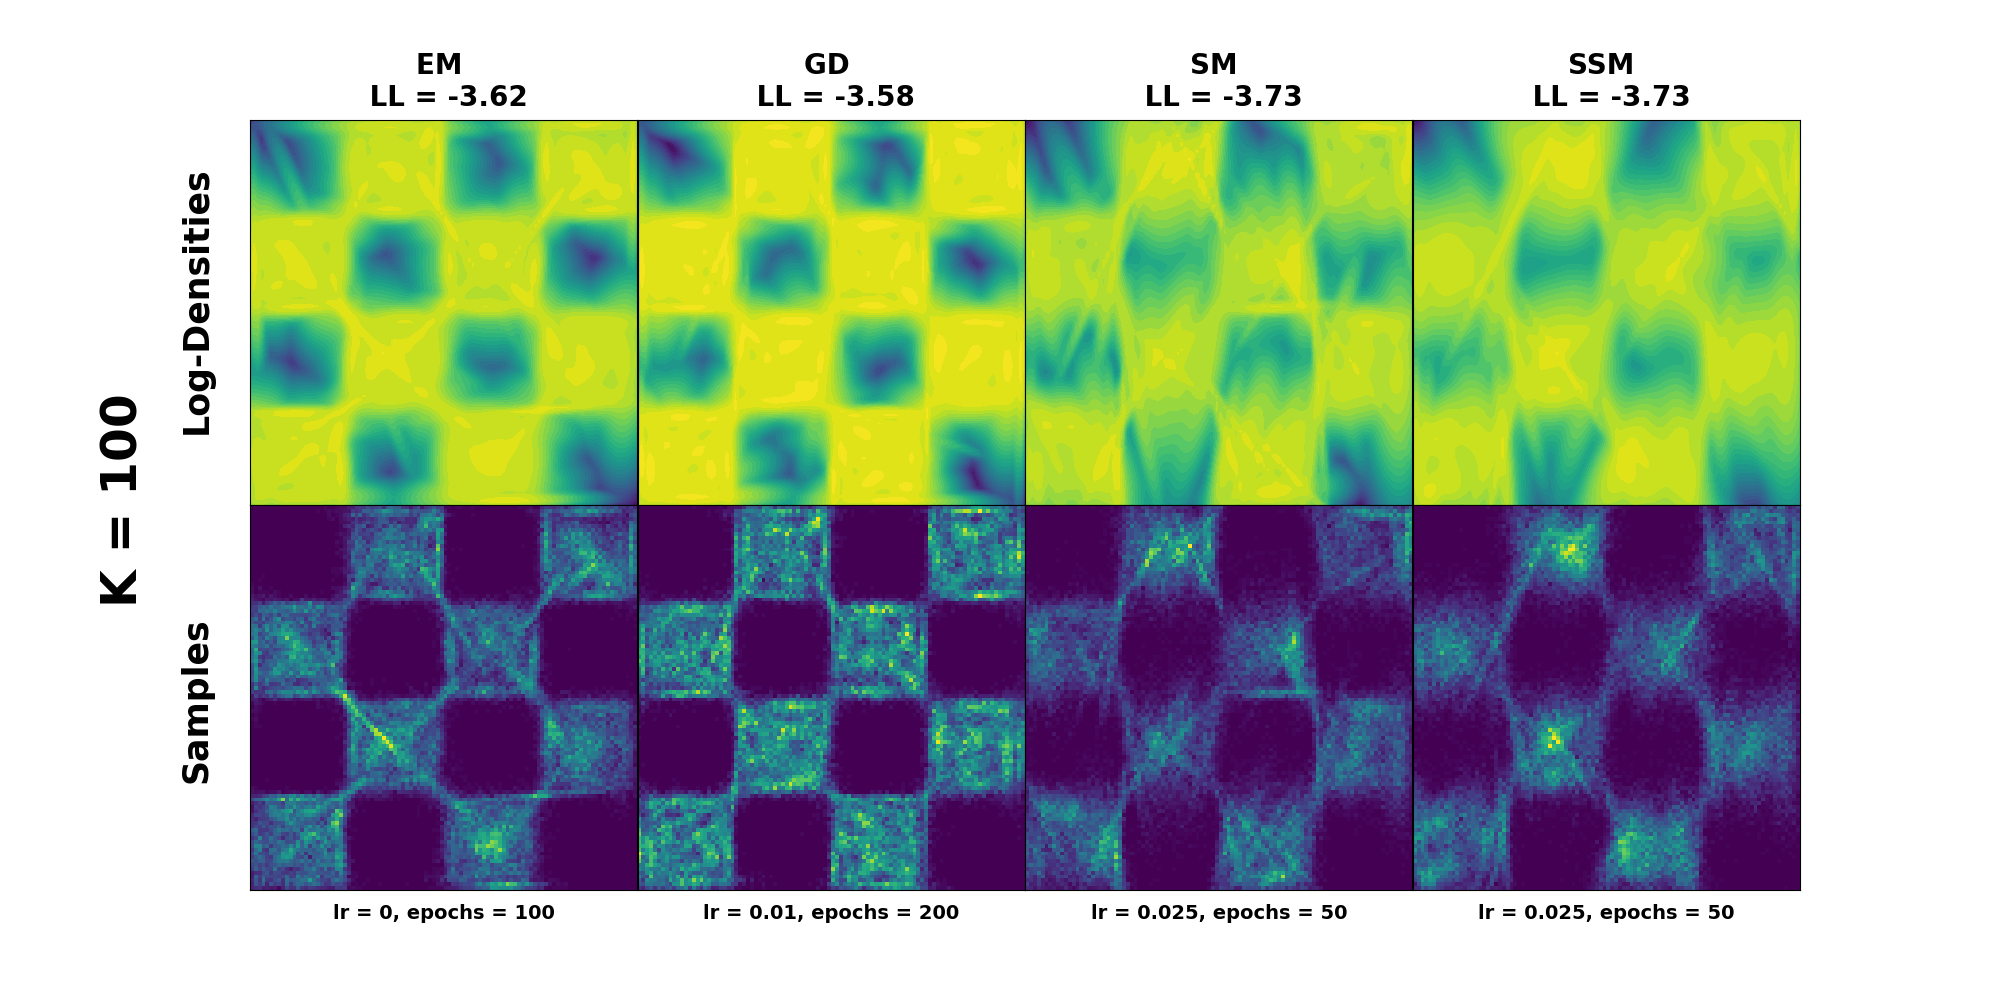 EM
LL = -3.62
GD
LL = -3.58
SM
LL = -3.73
SSM
LL = -3.73
K = 100
Log-Densities
Samples
lr = 0, epochs = 100
lr = 0.01, epochs = 200
lr = 0.025, epochs = 50
lr = 0.025, epochs = 50